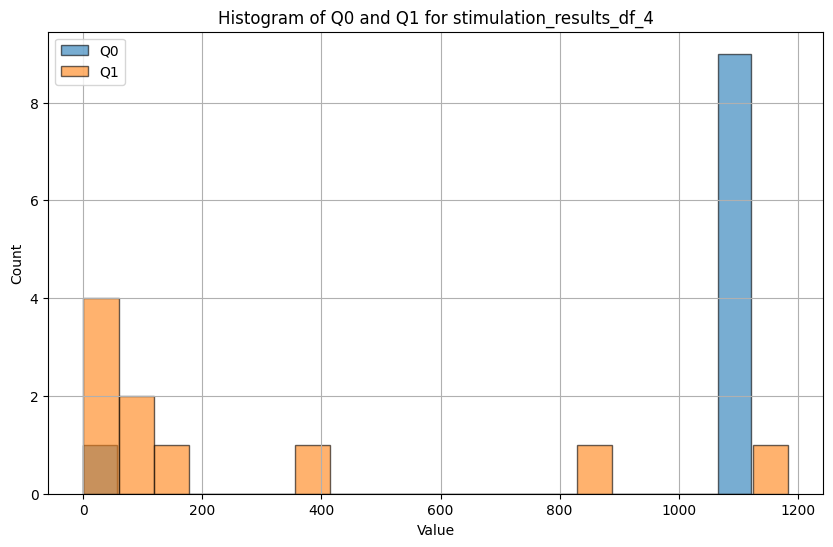 Histogram of Q0 and Q1 for stimulation_results_df_4
Q0
Q1
Count
8
6
4
2
0
0 200 400 600 800 1000 1200
Value